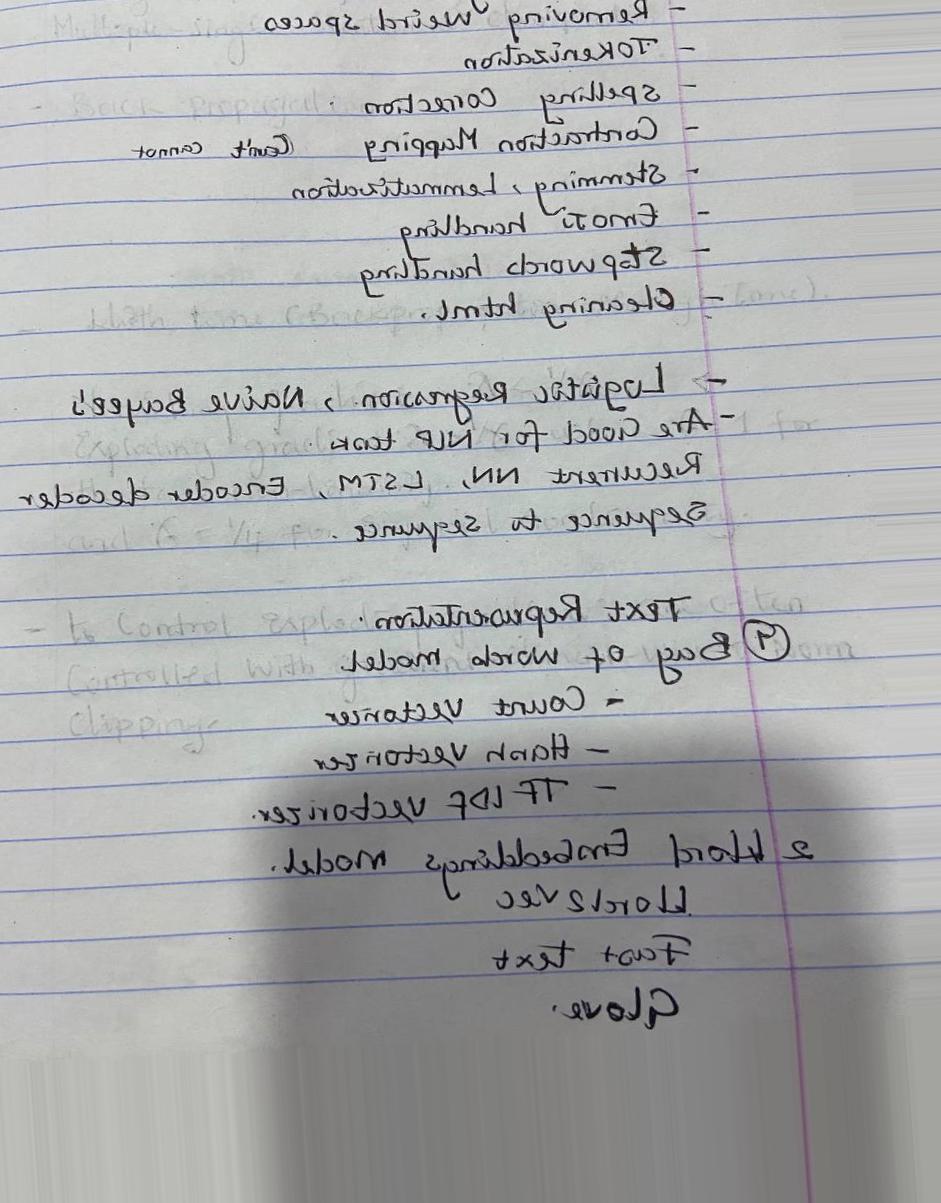 - Removing Weird Spaces
- Tokenization
- Spelling Correction.
- Contraction Mapping Can't cannot
- Stemming, Lemmatization
- Emoji handling
- Stopwords handling
- Cleaning html.
- Logistic Regression, Naive Bayes?
- Are Good for NLP task.
Recurrent NN, LSTM, Encoder decoder
Sequence to Sequence.
Text Representation.
① Bag of Words model.
- Count vectorizer
- Hash vectorizer
- TF IDF vectorizer.
2 Word Embeddings model.
Word2vec
Fast text
Glove.